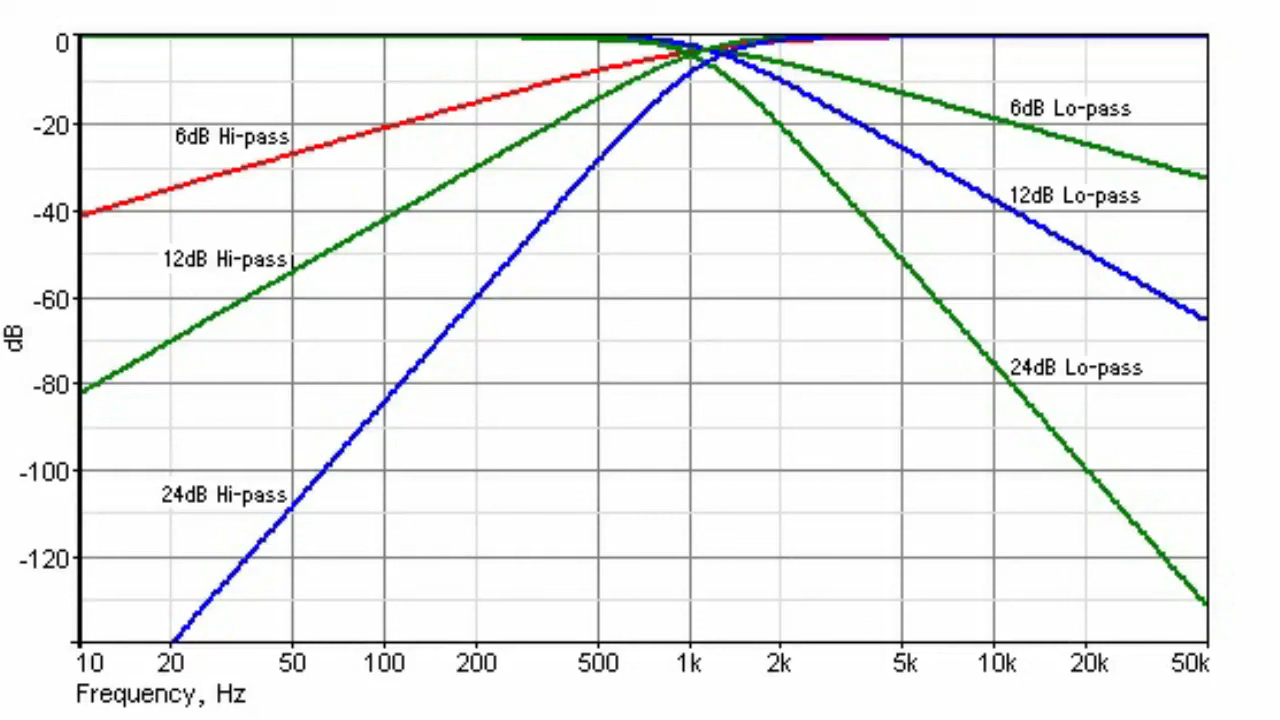 0
-20
6dB Hi-pass
6dB Lo-pass
-40
12dB Lo-pass
12dB Hi-pass
-60
dB
-80
24dB Lo-pass
-100
24dB Hi-pass
-120
10 20 50 100 200 500 1k 2k 5k 10k 20k 50k
Frequency, Hz